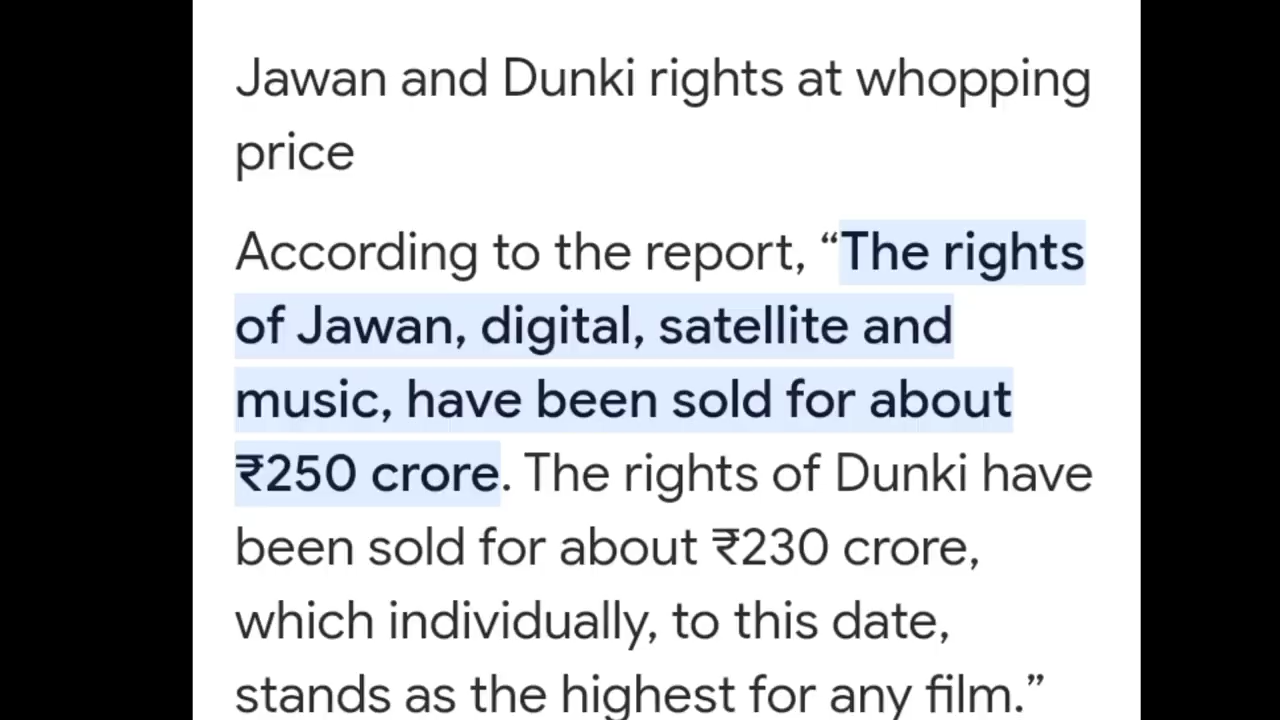 Jawan and Dunki rights at whopping
price
According to the report, “The rights
of Jawan, digital, satellite and
music, have been sold for about
₹250 crore. The rights of Dunki have
been sold for about ₹230 crore,
which individually, to this date,
stands as the highest for any film.”